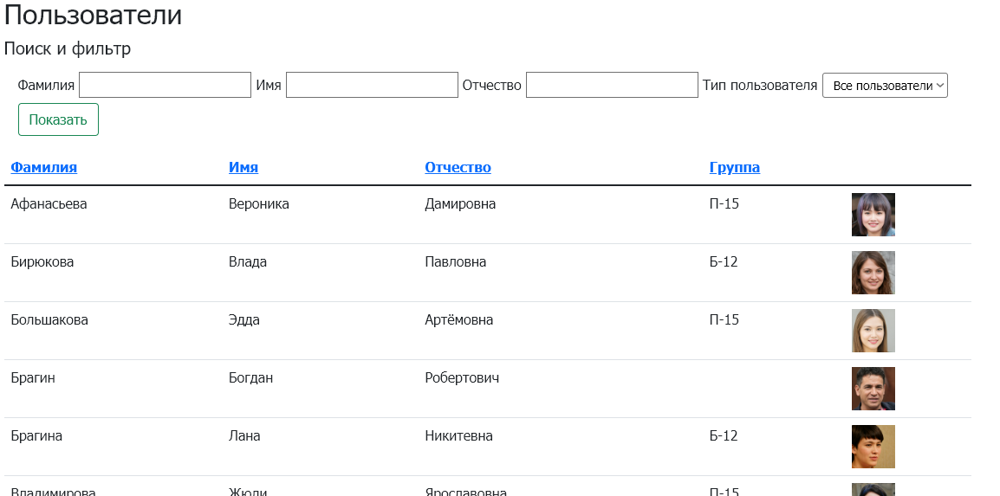 Пользователи
Поиск и фильтр
Фамилия Имя Отчество Тип пользователя Все пользователи
Показать
Фамилия Имя Отчество Группа
Афанасьева Вероника Дамировна П-15
Бирюкова Влада Павловна Б-12
Большакова Эдда Артёмовна П-15
Брагин Богдан Робертович
Брагина Лана Никитевна Б-12
Владимирова Жюли Ярославовна П-15